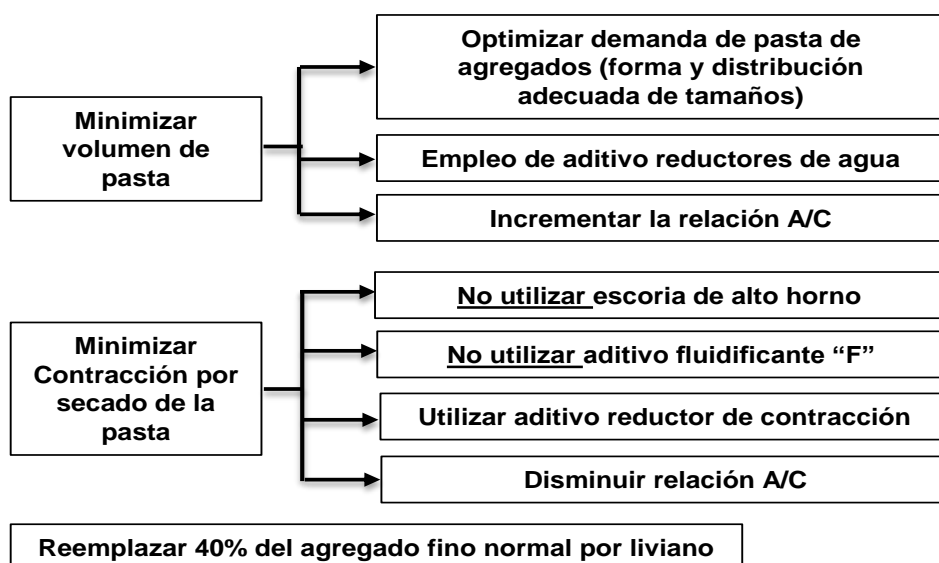 Minimizar
volumen de
pasta
Optimizar demanda de pasta de
agregados (forma y distribución
adecuada de tamaños)
Empleo de aditivo reductores de agua
Incrementar la relación A/C
Minimizar
Contracción por
secado de la
pasta
No utilizar escoria de alto horno
No utilizar aditivo fluidificante “F”
Utilizar aditivo reductor de contracción
Disminuir relación A/C
Reemplazar 40% del agregado fino normal por liviano